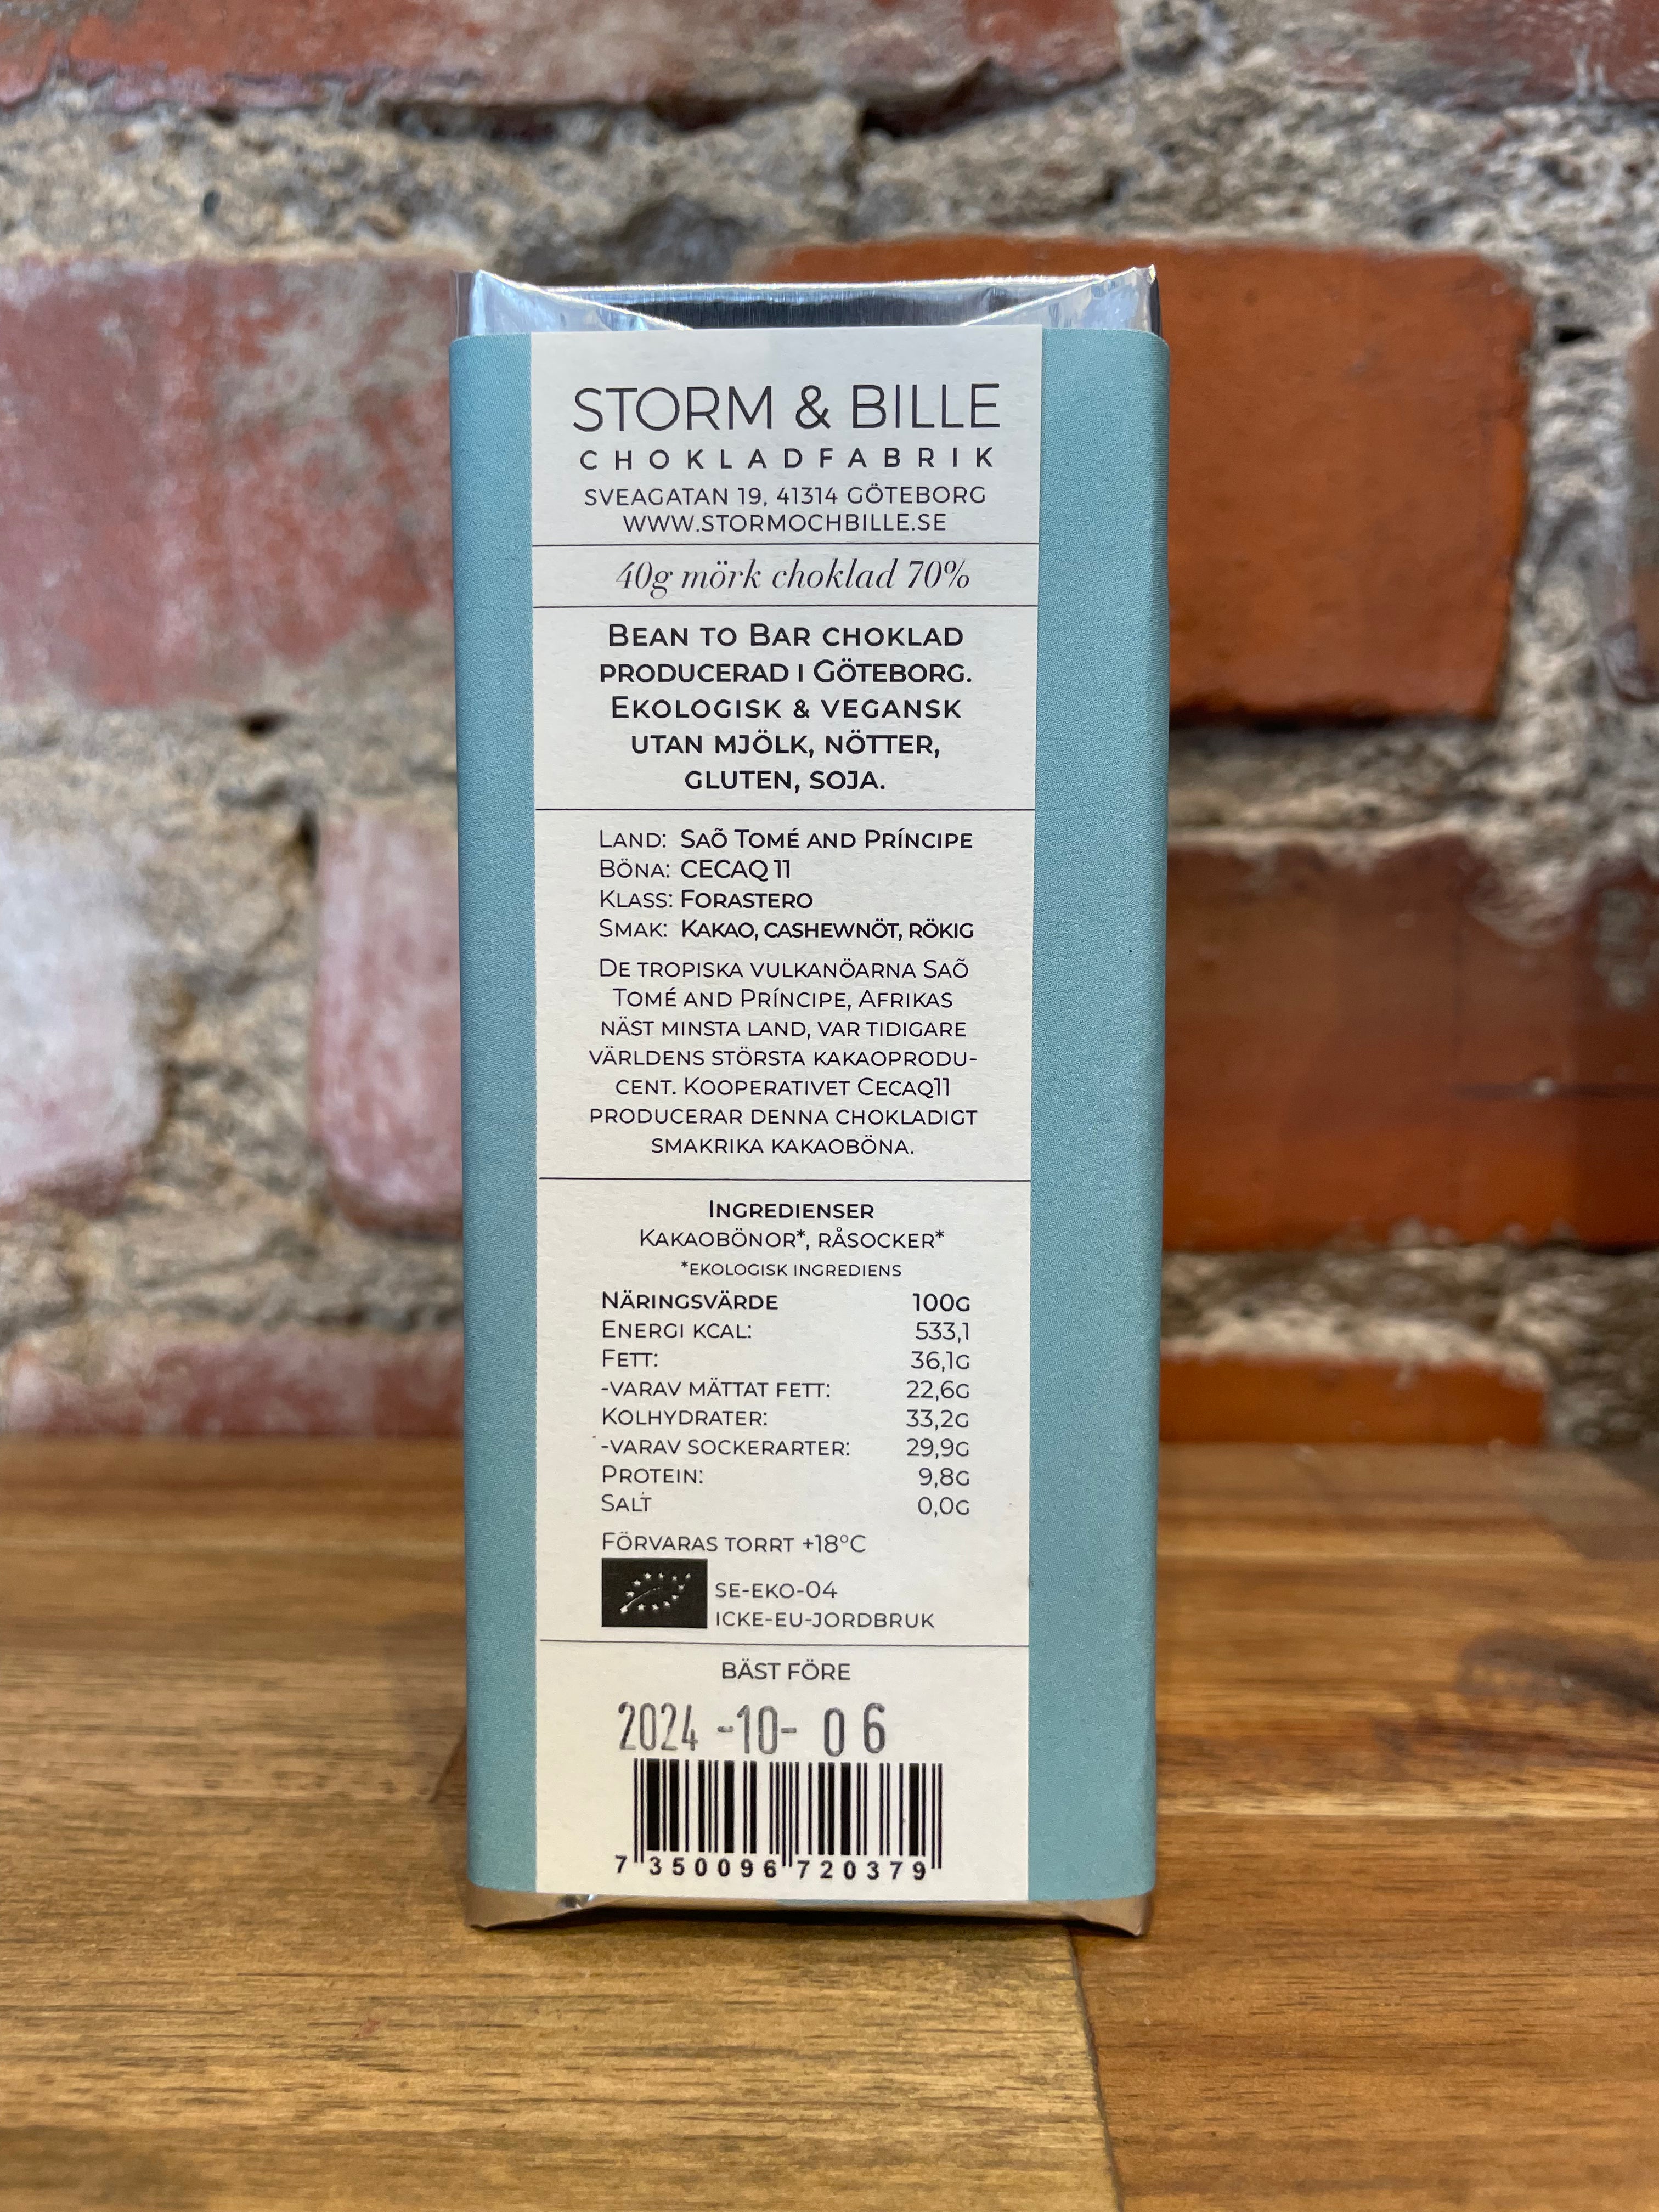 STORM & BILLE
CHOKLADFABRIK
SVEAGATAN 19, 41314 GÖTEBORG
WWW.STORMOCHBILLE.SE
40g mörk choklad 70%
BEAN TO BAR CHOKLAD
PRODUCERAD I GÖTEBORG.
EKOLOGISK & VEGANSK
UTAN MJÖLK, NÖTTER,
GLUTEN, SOJA.
LAND: SAÕ TOMÉ AND PRÍNCIPE
BÖNA: CECAQ 11
KLASS: FORASTERO
SMAK: KAKAO, CASHEWNÖT, RÖKIG
DE TROPISKA VULKANÖARNA SAÕ
TOMÉ AND PRÍNCIPE, AFRIKAS
NÄST MINSTA LAND, VAR TIDIGARE
VÄRLDENS STÖRSTA KAKAOPRODU-
CENT. KOOPERATIVET CECAQ11
PRODUCERAR DENNA CHOKLADIGT
SMAKRIKA KAKAOBÖNA.
INGREDIENSER
KAKAOBÖNOR*, RÅSOCKER*
*EKOLOGISK INGREDIENS
NÄRINGSVÄRDE 100G
ENERGI KCAL: 533,1
FETT: 36,1G
-VARAV MÄTTAT FETT: 22,6G
KOLHYDRATER: 33,2G
-VARAV SOCKERARTER: 29,9G
PROTEIN: 9,8G
SALT 0,0G
FÖRVARAS TORRT +18°C
SE-EKO-04
ICKE-EU-JORDBRUK
BÄST FÖRE
2024 -10- 06
7 350096 720379